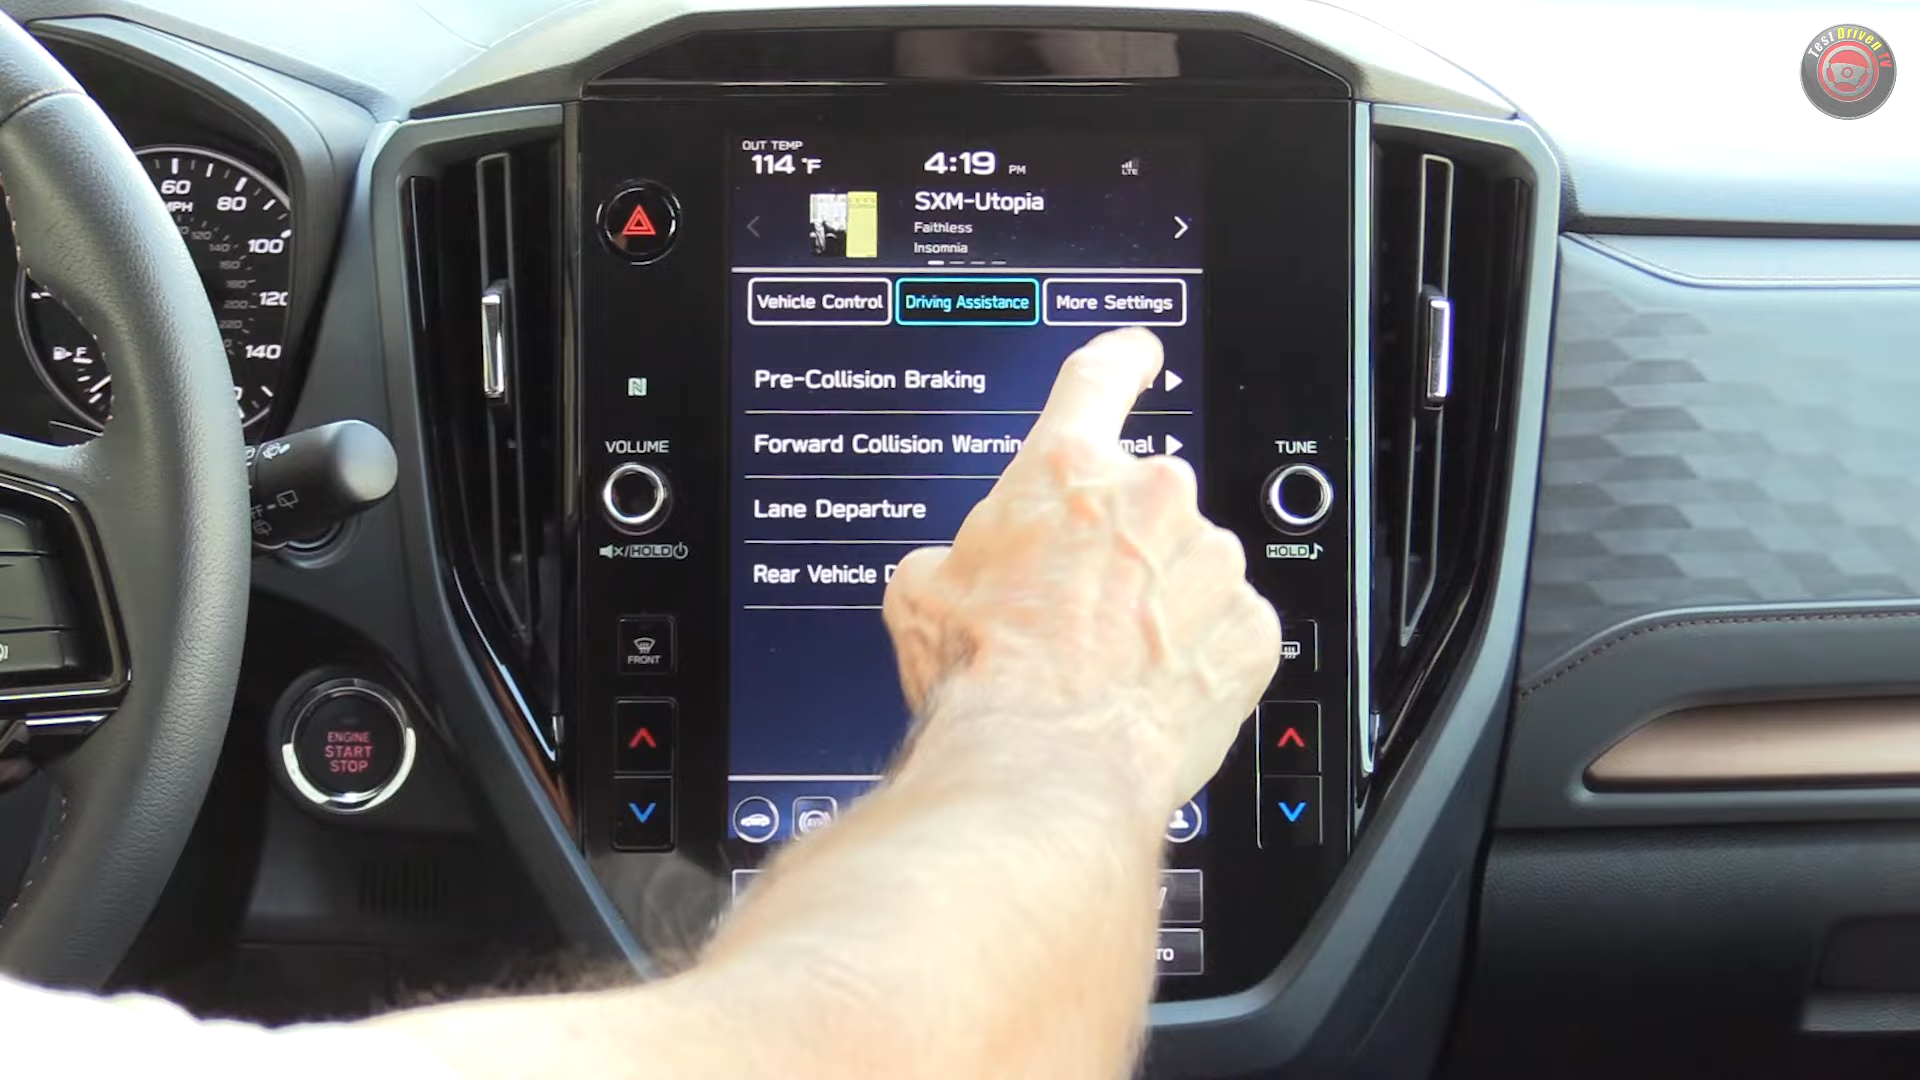 Test Driven TV
OUT TEMP
114 °F
4:19 PM
LTE
SXM-Utopia
Faithless
Insomnia
Vehicle Control
Driving Assistance
More Settings
Pre-Collision Braking
Forward Collision
Lane Departure
Rear Vehicle
VOLUME
HOLD
TUNE
HOLD
FRONT
ENGINE
START
STOP
60
MPH
80
100
120
140
F